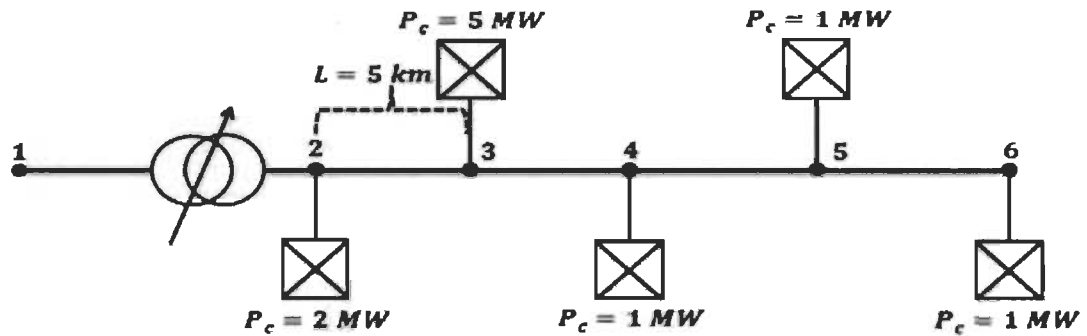 P_c = 5 MW
P_c = 1 MW
L = 5 km
1
2
3
4
5
6
P_c = 2 MW
P_c = 1 MW
P_c = 1 MW